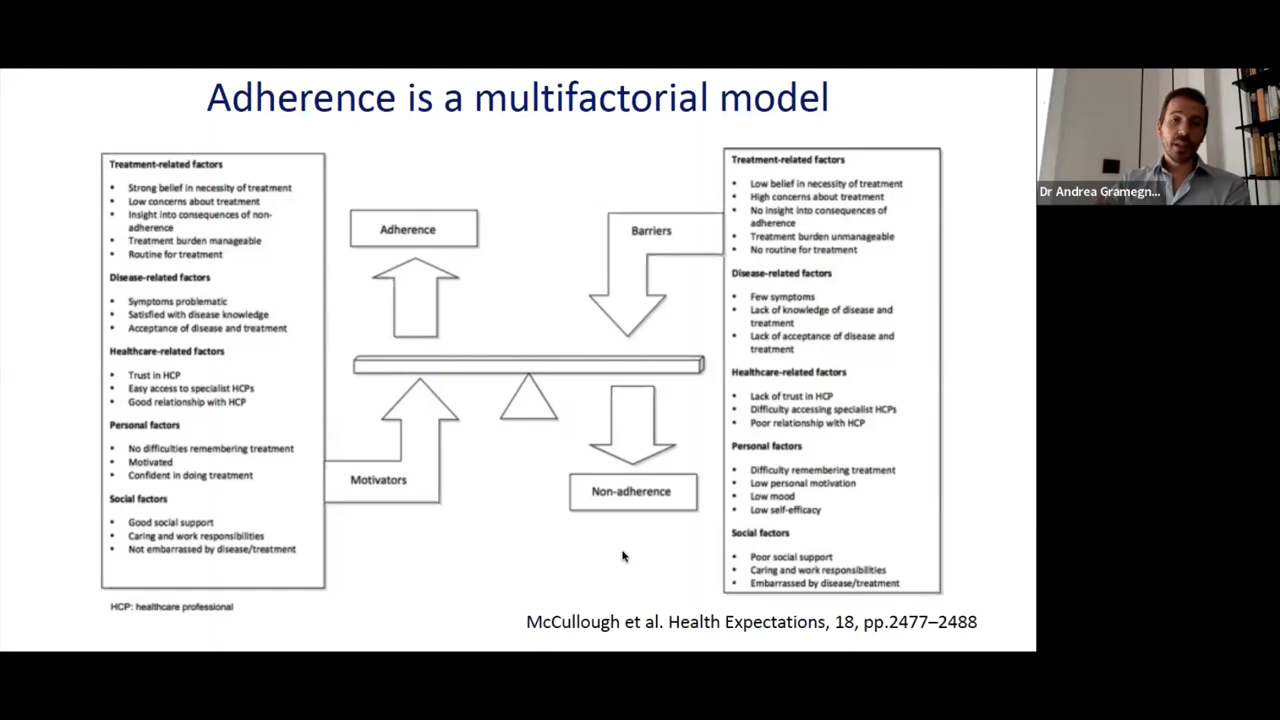 Adherence is a multifactorial model
Treatment-related factors
• Strong belief in necessity of treatment
• Low concerns about treatment
• Insight into consequences of non-
adherence
• Treatment burden manageable
• Routine for treatment
Disease-related factors
• Symptoms problematic
• Satisfied with disease knowledge
• Acceptance of disease and treatment
Healthcare-related factors
• Trust in HCP
• Easy access to specialist HCPs
• Good relationship with HCP
Personal factors
• No difficulties remembering treatment
• Motivated
• Confident in doing treatment
Social factors
• Good social support
• Caring and work responsibilities
• Not embarrassed by disease/treatment
HCP: healthcare professional
Adherence
Motivators
Barriers
Non-adherence
Treatment-related factors
• Low belief in necessity of treatment
• High concerns about treatment
• No insight into consequences of
adherence
• Treatment burden unmanageable
• No routine for treatment
Disease-related factors
• Few symptoms
• Lack of knowledge of disease and
treatment
• Lack of acceptance of disease and
treatment
Healthcare-related factors
• Lack of trust in HCP
• Difficulty accessing specialist HCPs
• Poor relationship with HCP
Personal factors
• Difficulty remembering treatment
• Low personal motivation
• Low mood
• Low self-efficacy
Social factors
• Poor social support
• Caring and work responsibilities
• Embarrassed by disease/treatment
McCullough et al. Health Expectations, 18, pp.2477–2488
Dr Andrea Gramegn...